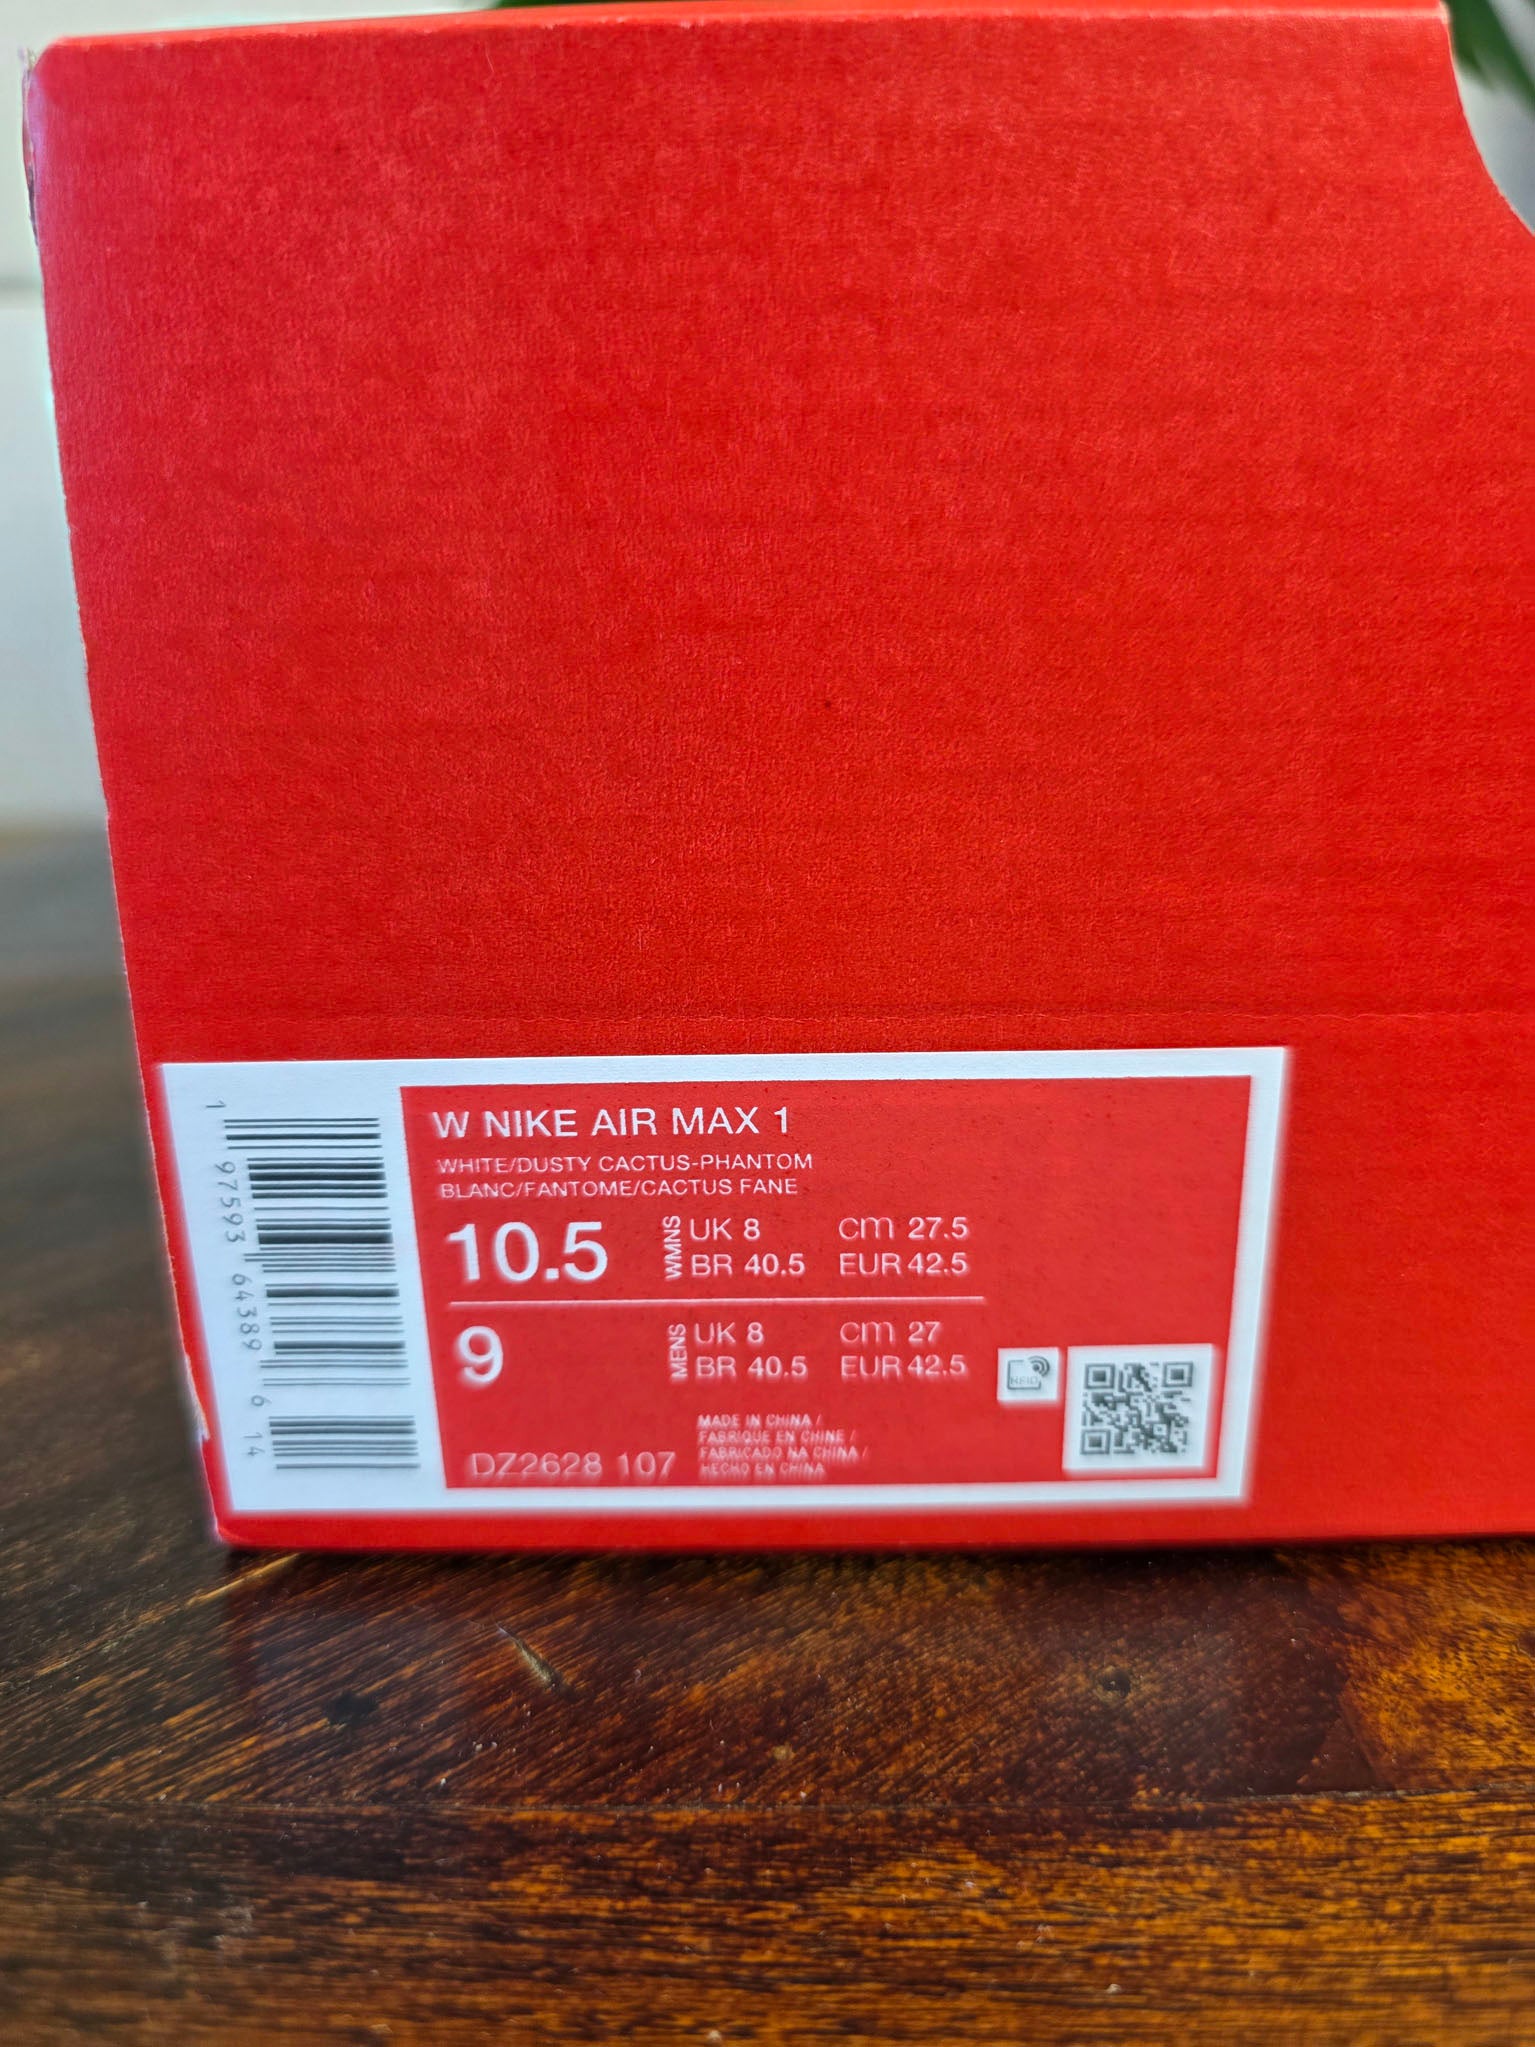 W NIKE AIR MAX 1
WHITE/DUSTY CACTUS-PHANTOM
BLANC/FANTOME/CACTUS FANE
10.5 WMNS UK 8 CM 27.5
BR 40.5 EUR 42.5
9 MENS UK 8 CM 27
BR 40.5 EUR 42.5
RFID
MADE IN CHINA /
FABRIQUE EN CHINE /
FABRICADO NA CHINA /
HECHO EN CHINA
DZ2628 107
1 97593 64389 6 14